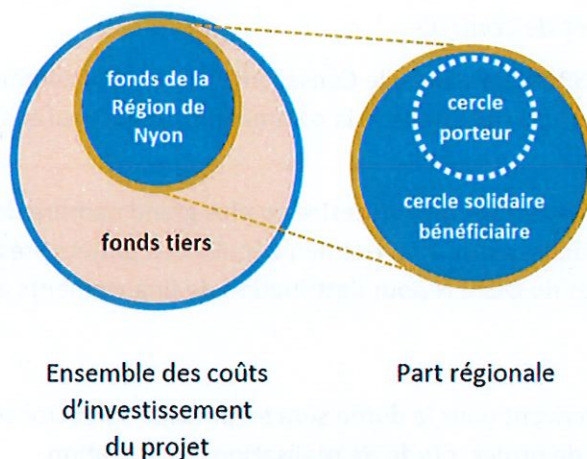 fonds de la
Région de
Nyon
fonds tiers
cercle
porteur
cercle solidaire
bénéficiaire
Ensemble des coûts
d'investissement
du projet
Part régionale